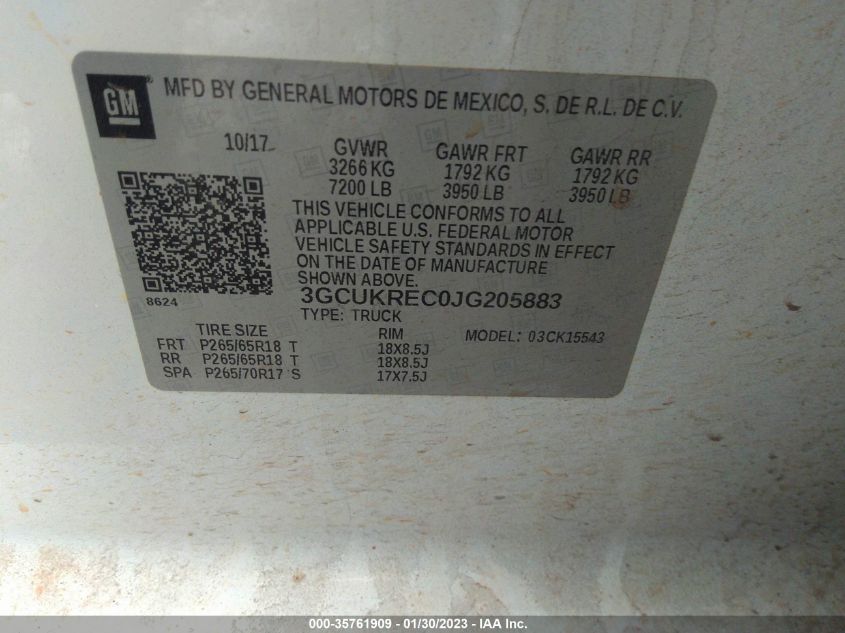 GM
MFD BY GENERAL MOTORS DE MEXICO, S. DE R.L. DE C.V.
10/17 GVWR GAWR FRT GAWR RR
3266 KG 1792 KG 1792 KG
7200 LB 3950 LB 3950 LB
THIS VEHICLE CONFORMS TO ALL
APPLICABLE U.S. FEDERAL MOTOR
VEHICLE SAFETY STANDARDS IN EFFECT
ON THE DATE OF MANUFACTURE
SHOWN ABOVE.
8624
3GCUKREC0JG205883
TYPE: TRUCK
TIRE SIZE RIM MODEL: 03CK15543
FRT P265/65R18 T 18X8.5J
RR P265/65R18 T 18X8.5J
SPA P265/70R17 S 17X7.5J
000-35761909 - 01/30/2023 - IAA Inc.